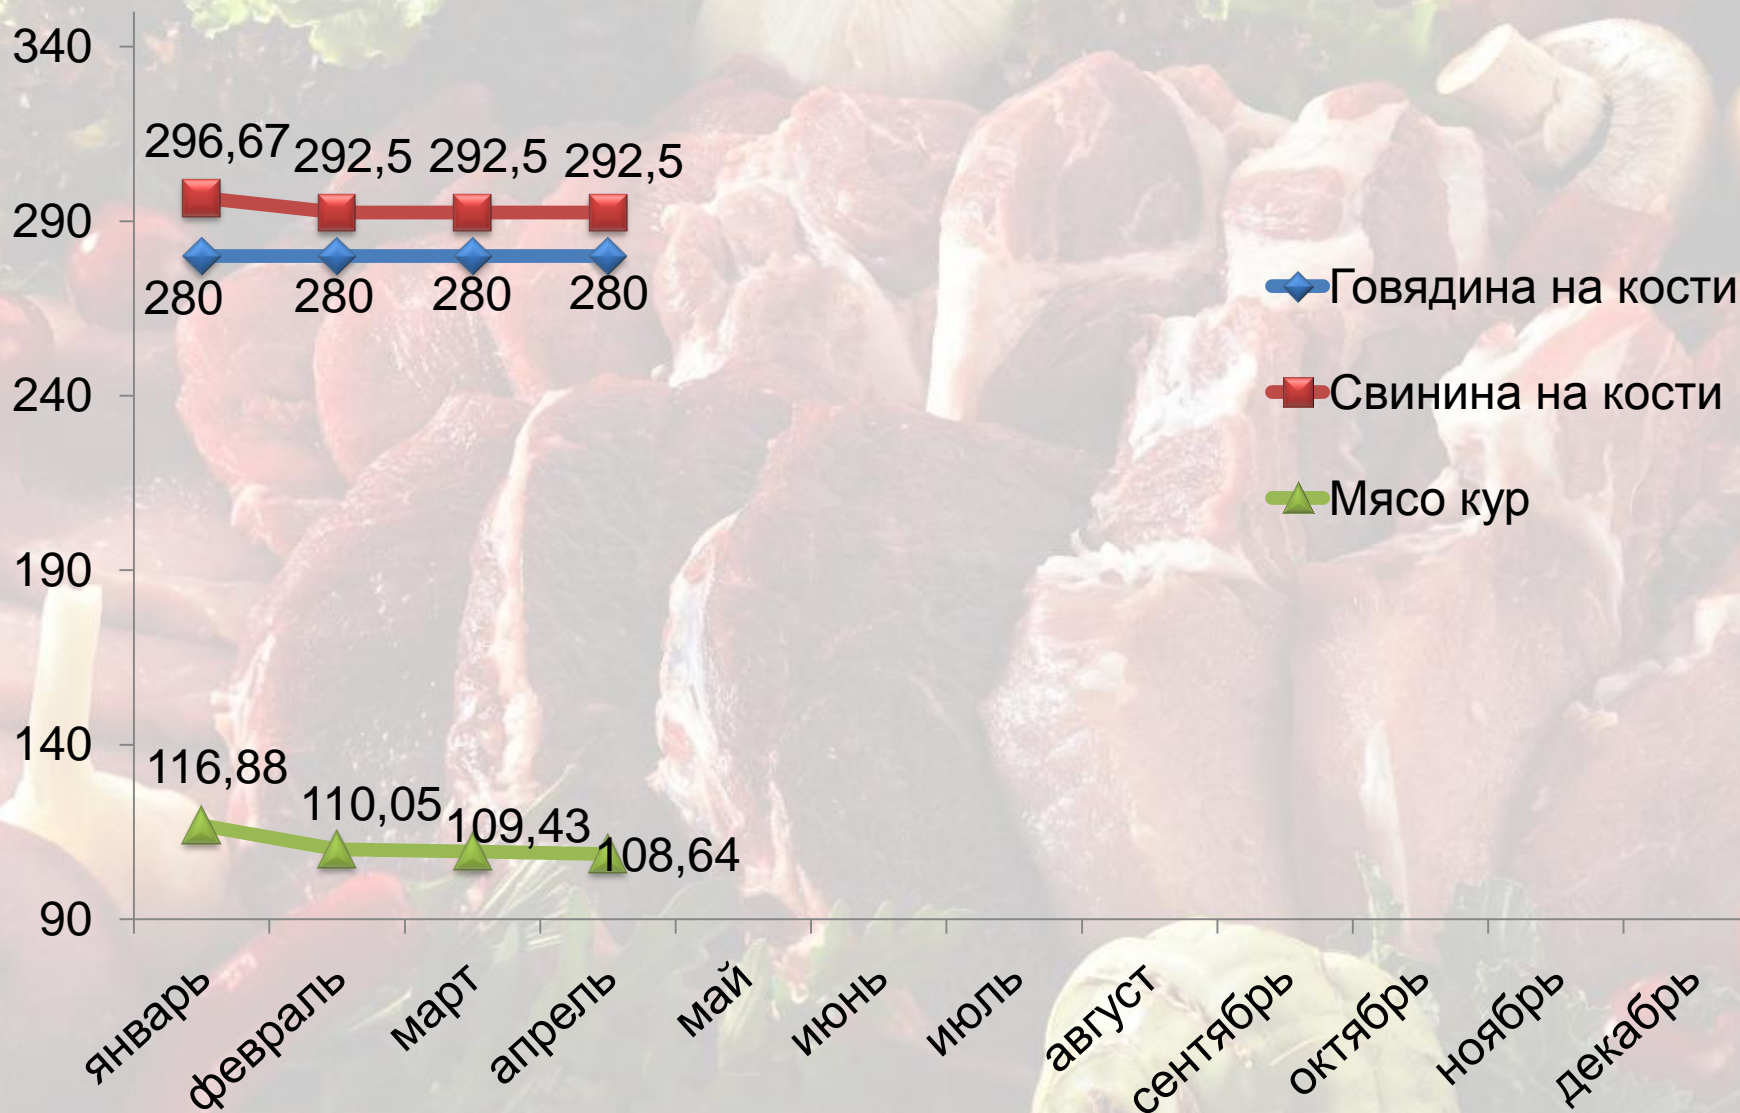 340
290
240
190
140
90
296,67
292,5
292,5
292,5
280
280
280
280
116,88
110,05
109,43
108,64
Говядина на кости
Свинина на кости
Мясо кур
январь
февраль
март
апрель
май
июнь
июль
август
сентябрь
октябрь
ноябрь
декабрь